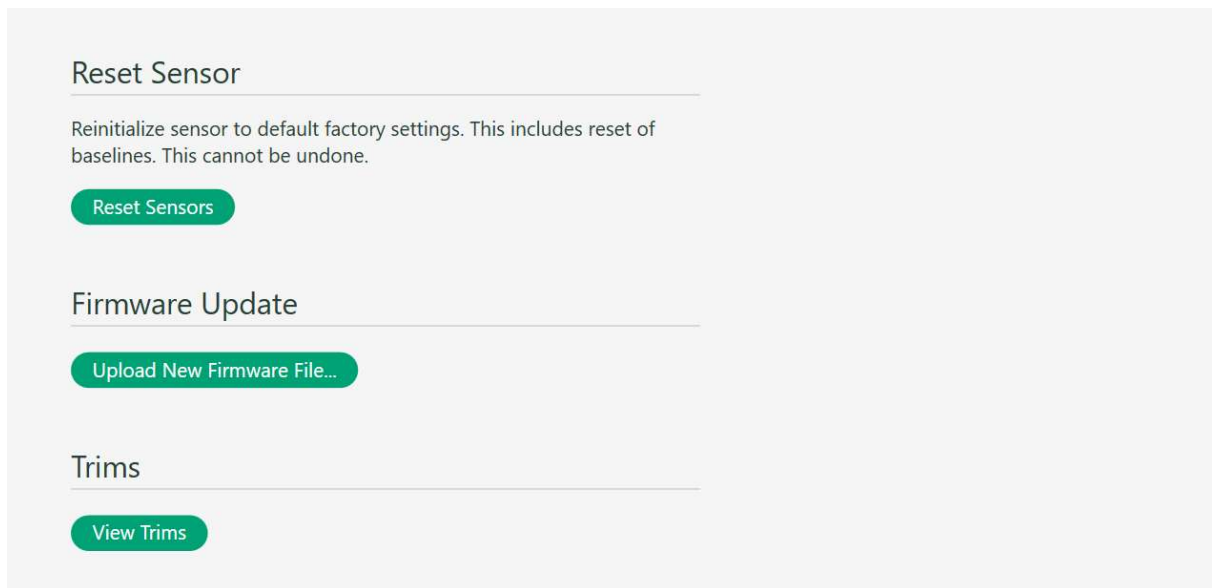 Reset Sensor
Reinitialize sensor to default factory settings. This includes reset of
baselines. This cannot be undone.
Reset Sensors
Firmware Update
Upload New Firmware File...
Trims
View Trims